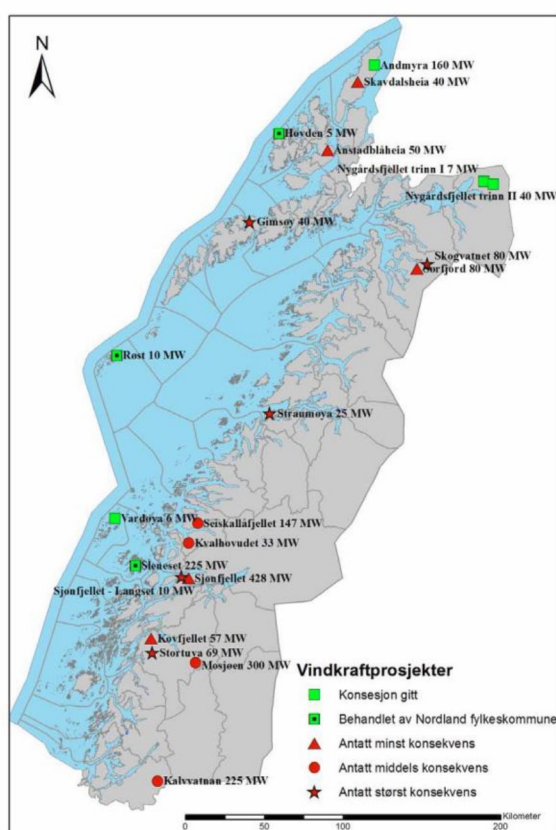 N
Andmyra 160 MW
Skavdalsheia 40 MW
Hovden 5 MW
Anstadblåheia 50 MW
Nygårdsfjellet trinn I 7 MW
Nygårdsfjellet trinn II 40 MW
Gimsøy 40 MW
Skogvatnet 80 MW
Sørfjord 80 MW
Røst 10 MW
Straumøya 25 MW
Vardøya 6 MW
Seiskallåfjellet 147 MW
Kvalhovudet 33 MW
Sleneset 225 MW
Sjonfjellet 428 MW
Sjonfjellet - Langset 10 MW
Kovfjellet 57 MW
Stortuva 69 MW
Mosjøen 300 MW
Kalvvatnan 225 MW
Vindkraftprosjekter
Konsesjon gitt
Behandlet av Nordland fylkeskommune
Antatt minst konsekvens
Antatt middels konsekvens
Antatt størst konsekvens
Kilometer
0 50 100 200